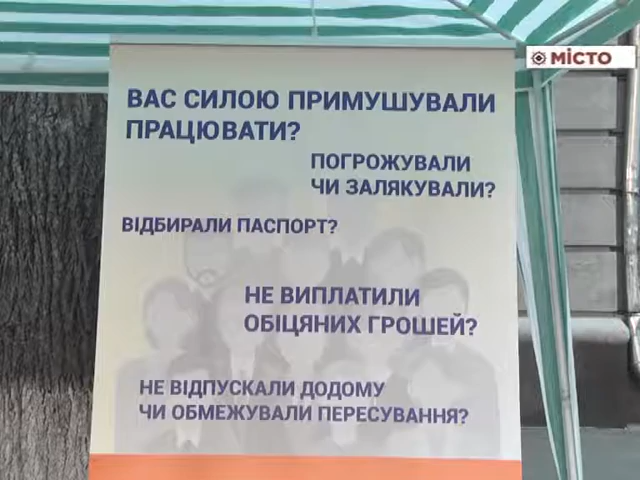 МІСТО
ВАС СИЛОЮ ПРИМУШУВАЛИ
ПРАЦЮВАТИ?
ПОГРОЖУВАЛИ
ЧИ ЗАЛЯКУВАЛИ?
ВІДБИРАЛИ ПАСПОРТ?
НЕ ВИПЛАТИЛИ
ОБІЦЯНИХ ГРОШЕЙ?
НЕ ВІДПУСКАЛИ ДОДОМУ
ЧИ ОБМЕЖУВАЛИ ПЕРЕСУВАННЯ?